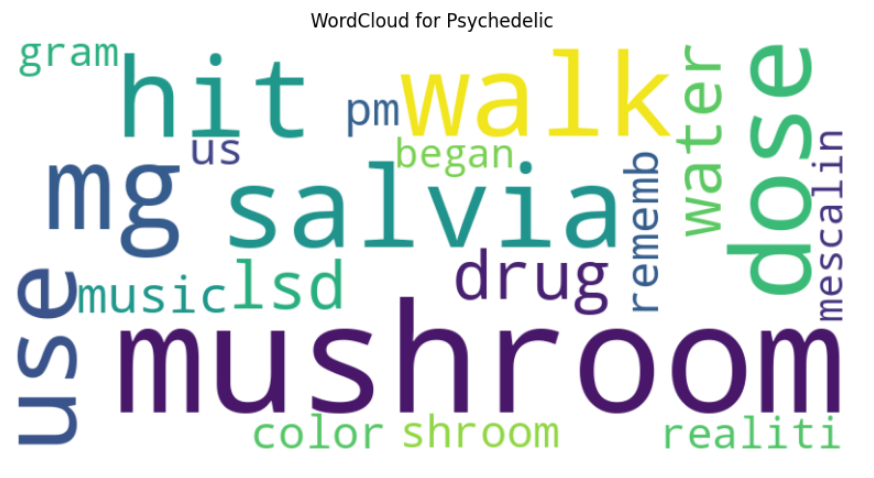 WordCloud for Psychedelic
gram
hit
pm
walk
water
dose
us
began
mg
salvia
rememb
mescalin
use
music
lsd
drug
mushroom
color
shroom
realiti